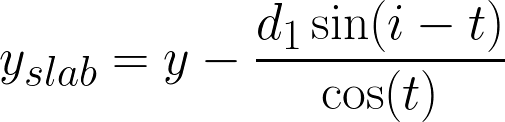 $y_{slab} = y - \frac{d_1 \sin(i-t)}{\cos(t)}$